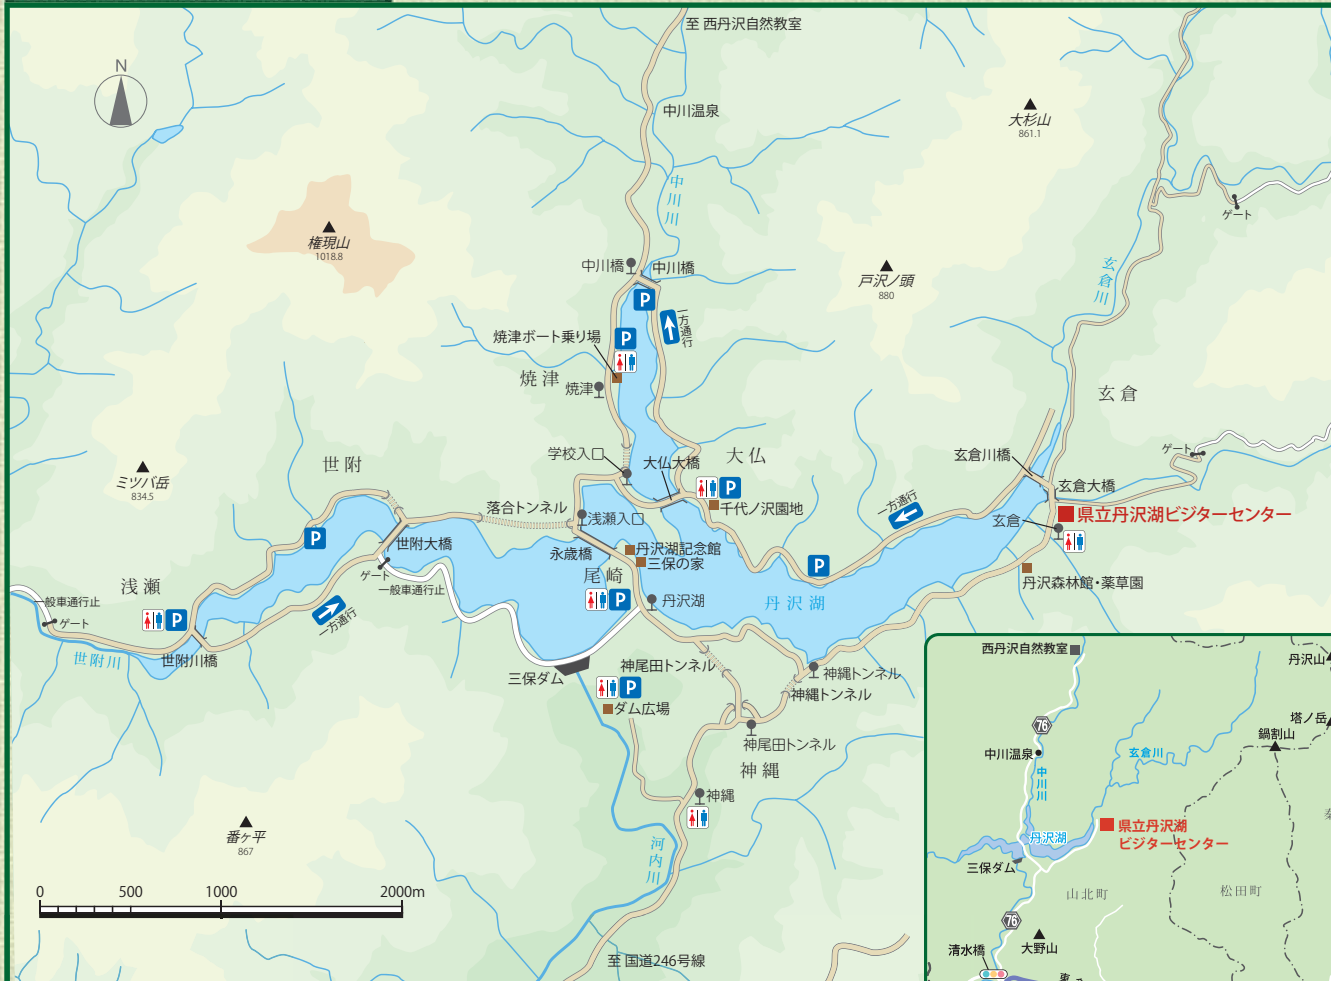 至 西丹沢自然教室
N
中川温泉
大杉山
861.1
中川川
ゲート
権現山
1018.8
中川橋
中川橋
戸沢ノ頭
880
玄倉川
P
一方通行
焼津ボート乗り場
P
焼津
焼津
玄倉
学校入口
大仏大橋
大仏
ゲート
玄倉川橋
世附
ミツバ岳
834.5
P
千代ノ沢園地
玄倉大橋
落合トンネル
浅瀬入口
一方通行
玄倉
県立丹沢湖ビジターセンター
P
世附大橋
永歳橋
丹沢湖記念館
三保の家
P
ゲート
尾崎
丹沢森林館・薬草園
浅瀬
一般車通行止
一般車通行止
P
丹沢湖
丹沢湖
一方通行
P
ゲート
世附川
世附川橋
三保ダム
神尾田トンネル
神縄トンネル
神縄トンネル
P
ダム広場
神尾田トンネル
神縄
神縄
番ヶ平
867
河内川
0 500 1000 2000m
至 国道246号線
西丹沢自然教室
丹沢山
塔ノ岳
鍋割山
76
中川温泉
玄倉川
中川川
県立丹沢湖
ビジターセンター
丹沢湖
三保ダム
山北町
松田町
76
大野山
清水橋